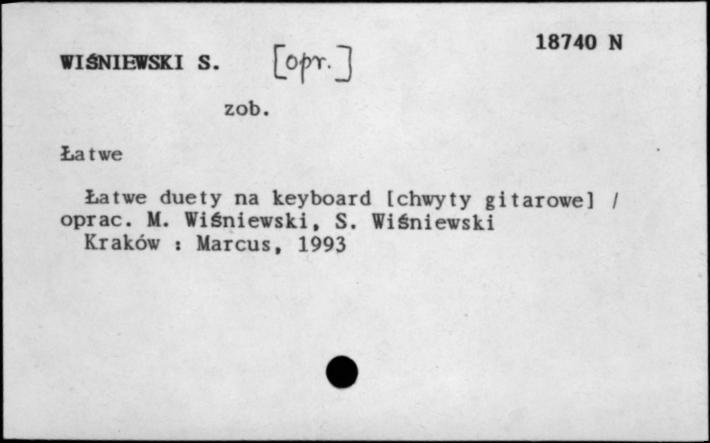 18740 N
WIŚNIEWSKI S. [opr.]
zob.
Łatwe
Łatwe duety na keyboard [chwyty gitarowe] /
oprac. M. Wiśniewski, S. Wiśniewski
Kraków : Marcus, 1993